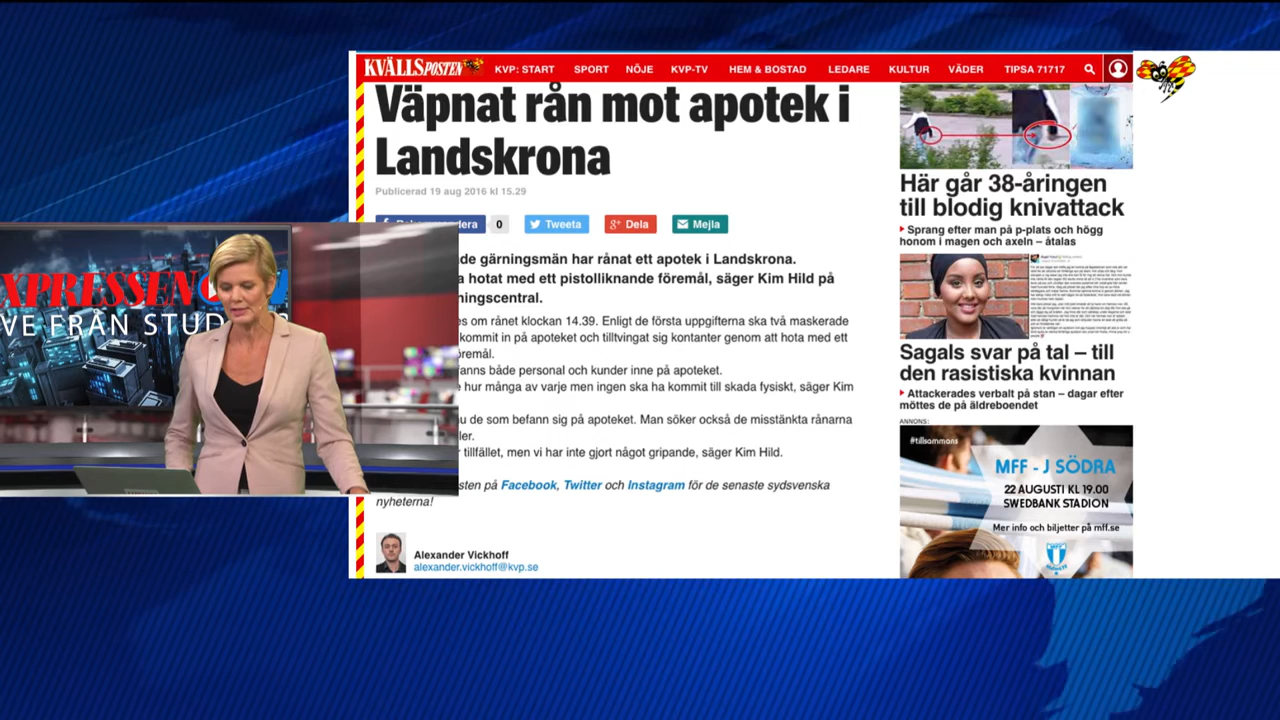 KVÄLLSPOSTEN KVP: START SPORT NÖJE KVP-TV HEM & BOSTAD LEDARE KULTUR VÄDER TIPSA 71717
Väpnat rån mot apotek i
Landskrona
Publicerad 19 aug 2016 kl 15.29
0 Tweeta g+ Dela Mejla
de gärningsmän har rånat ett apotek i Landskrona.
hotat med ett pistolliknande föremål, säger Kim Hild på
ningscentral.
es om rånet klockan 14.39. Enligt de första uppgifterna ska två maskerade
kommit in på apoteket och tilltvingat sig kontanter genom att hota med ett
fanns både personal och kunder inne på apoteket.
hur många av varje men ingen ska ha kommit till skada fysiskt, säger Kim
u de som befann sig på apoteket. Man söker också de misstänkta rånarna
ler.
tillfället, men vi har inte gjort något gripande, säger Kim Hild.
sten på Facebook, Twitter och Instagram för de senaste sydsvenska
nyheterna!
Alexander Vickhoff
alexander.vickhoff@kvp.se
Här går 38-åringen
till blodig knivattack
Sprang efter man på p-plats och högg
honom i magen och axeln – åtalas
Sagals svar på tal – till
den rasistiska kvinnan
Attackerades verbalt på stan – dagar efter
möttes de på äldreboendet
ANNONS:
#tillsammans
MFF - J SÖDRA
22 AUGUSTI KL 19.00
SWEDBANK STADION
Mer info och biljetter på mff.se
XPRESSEN
VE FRÅN STUD